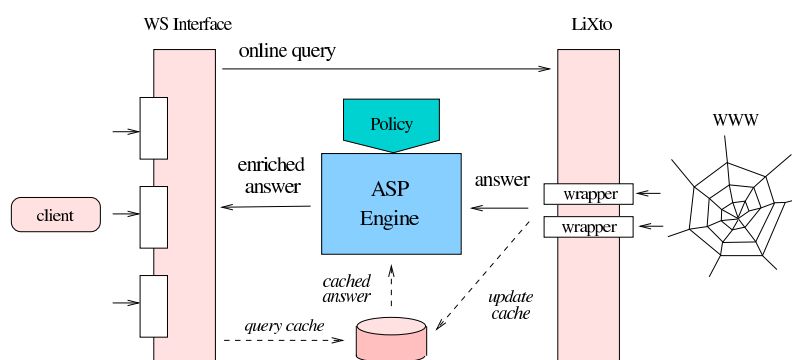 WS Interface
LiXto
online query
WWW
Policy
enriched
answer
ASP
Engine
answer
wrapper
wrapper
client
cached
answer
update
cache
query cache